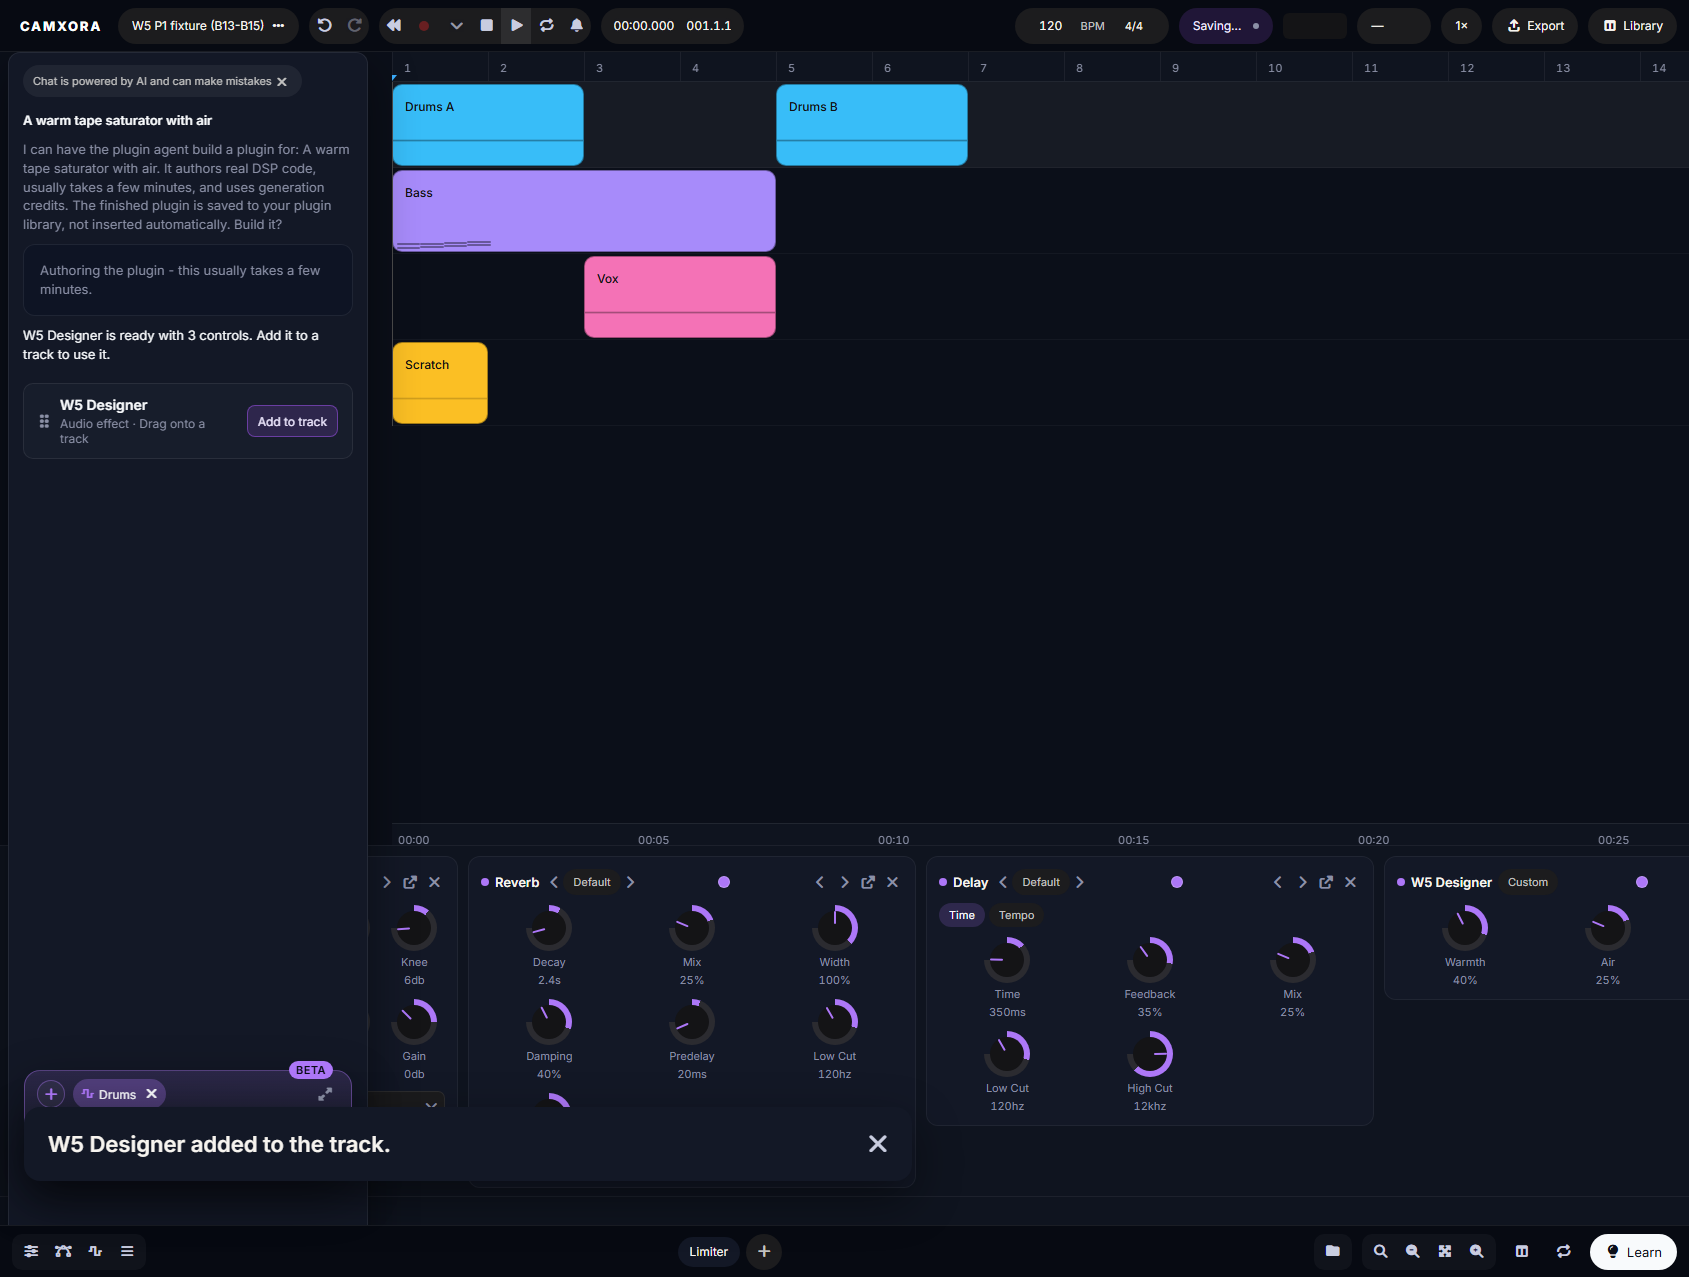 CAMXORA
W5 P1 fixture (B13-B15)
00:00.000 001.1.1
120 BPM 4/4
Saving...
—
1×
Export
Library
Chat is powered by AI and can make mistakes
A warm tape saturator with air
I can have the plugin agent build a plugin for: A warm
tape saturator with air. It authors real DSP code,
usually takes a few minutes, and uses generation
credits. The finished plugin is saved to your plugin
library, not inserted automatically. Build it?
Authoring the plugin - this usually takes a few
minutes.
W5 Designer is ready with 3 controls. Add it to a
track to use it.
W5 Designer
Audio effect · Drag onto a
track
Add to track
1 2 3 4 5 6 7 8 9 10 11 12 13 14
Drums A
Drums B
Bass
Vox
Scratch
00:00 00:05 00:10 00:15 00:20 00:25
Knee
6db
Gain
0db
Reverb
Default
Decay
2.4s
Mix
25%
Width
100%
Damping
40%
Predelay
20ms
Low Cut
120hz
Delay
Default
Time
Tempo
Time
350ms
Feedback
35%
Mix
25%
Low Cut
120hz
High Cut
12khz
W5 Designer
Custom
Warmth
40%
Air
25%
BETA
Drums
W5 Designer added to the track.
Limiter
Learn